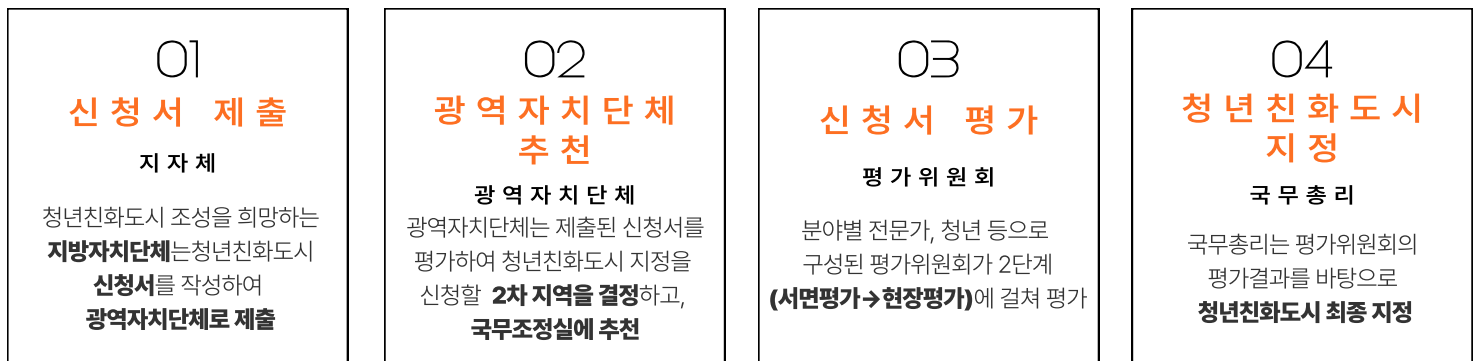 01
신청서 제출
지자체
청년친화도시 조성을 희망하는
지방자치단체는청년친화도시
신청서를 작성하여
광역자치단체로 제출
02
광역자치단체
추천
광역자치단체
광역자치단체는 제출된 신청서를
평가하여 청년친화도시 지정을
신청할 2차 지역을 결정하고,
국무조정실에 추천
03
신청서 평가
평가위원회
분야별 전문가, 청년 등으로
구성된 평가위원회가 2단계
(서면평가→현장평가)에 걸쳐 평가
04
청년친화도시
지정
국무총리
국무총리는 평가위원회의
평가결과를 바탕으로
청년친화도시 최종 지정